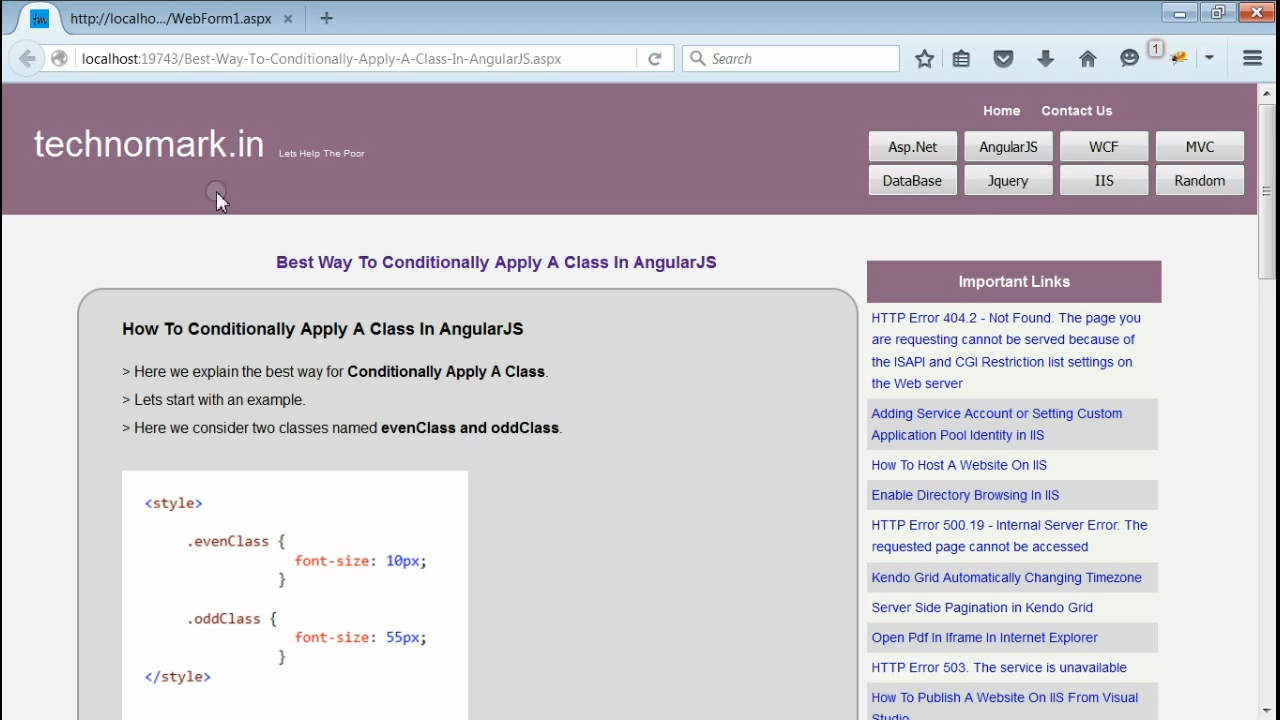 http://localho.../WebForm1.aspx
localhost:19743/Best-Way-To-Conditionally-Apply-A-Class-In-AngularJS.aspx
Search
1
technomark.in
Lets Help The Poor
Home
Contact Us
Asp.Net
AngularJS
WCF
MVC
DataBase
Jquery
IIS
Random
Best Way To Conditionally Apply A Class In AngularJS
How To Conditionally Apply A Class In AngularJS
> Here we explain the best way for Conditionally Apply A Class.
> Lets start with an example.
> Here we consider two classes named evenClass and oddClass.
<style>
.evenClass {
font-size: 10px;
}
.oddClass {
font-size: 55px;
}
</style>
Important Links
HTTP Error 404.2 - Not Found. The page you
are requesting cannot be served because of
the ISAPI and CGI Restriction list settings on
the Web server
Adding Service Account or Setting Custom
Application Pool Identity in IIS
How To Host A Website On IIS
Enable Directory Browsing In IIS
HTTP Error 500.19 - Internal Server Error. The
requested page cannot be accessed
Kendo Grid Automatically Changing Timezone
Server Side Pagination in Kendo Grid
Open Pdf In Iframe In Internet Explorer
HTTP Error 503. The service is unavailable
How To Publish A Website On IIS From Visual
Studio